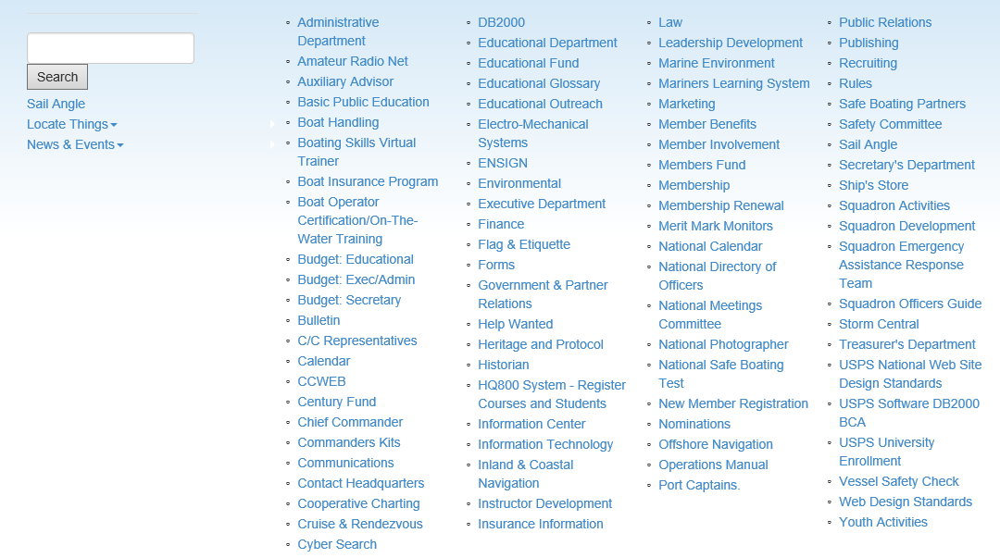 Search
Sail Angle
Locate Things
News & Events
Administrative
Department
Amateur Radio Net
Auxiliary Advisor
Basic Public Education
Boat Handling
Boating Skills Virtual
Trainer
Boat Insurance Program
Boat Operator
Certification/On-The-
Water Training
Budget: Educational
Budget: Exec/Admin
Budget: Secretary
Bulletin
C/C Representatives
Calendar
CCWEB
Century Fund
Chief Commander
Commanders Kits
Communications
Contact Headquarters
Cooperative Charting
Cruise & Rendezvous
Cyber Search
DB2000
Educational Department
Educational Fund
Educational Glossary
Educational Outreach
Electro-Mechanical
Systems
ENSIGN
Environmental
Executive Department
Finance
Flag & Etiquette
Forms
Government & Partner
Relations
Help Wanted
Heritage and Protocol
Historian
HQ800 System - Register
Courses and Students
Information Center
Information Technology
Inland & Coastal
Navigation
Instructor Development
Insurance Information
Law
Leadership Development
Marine Environment
Mariners Learning System
Marketing
Member Benefits
Member Involvement
Members Fund
Membership
Membership Renewal
Merit Mark Monitors
National Calendar
National Directory of
Officers
National Meetings
Committee
National Photographer
National Safe Boating
Test
New Member Registration
Nominations
Offshore Navigation
Operations Manual
Port Captains.
Public Relations
Publishing
Recruiting
Rules
Safe Boating Partners
Safety Committee
Sail Angle
Secretary's Department
Ship's Store
Squadron Activities
Squadron Development
Squadron Emergency
Assistance Response
Team
Squadron Officers Guide
Storm Central
Treasurer's Department
USPS National Web Site
Design Standards
USPS Software DB2000
BCA
USPS University
Enrollment
Vessel Safety Check
Web Design Standards
Youth Activities